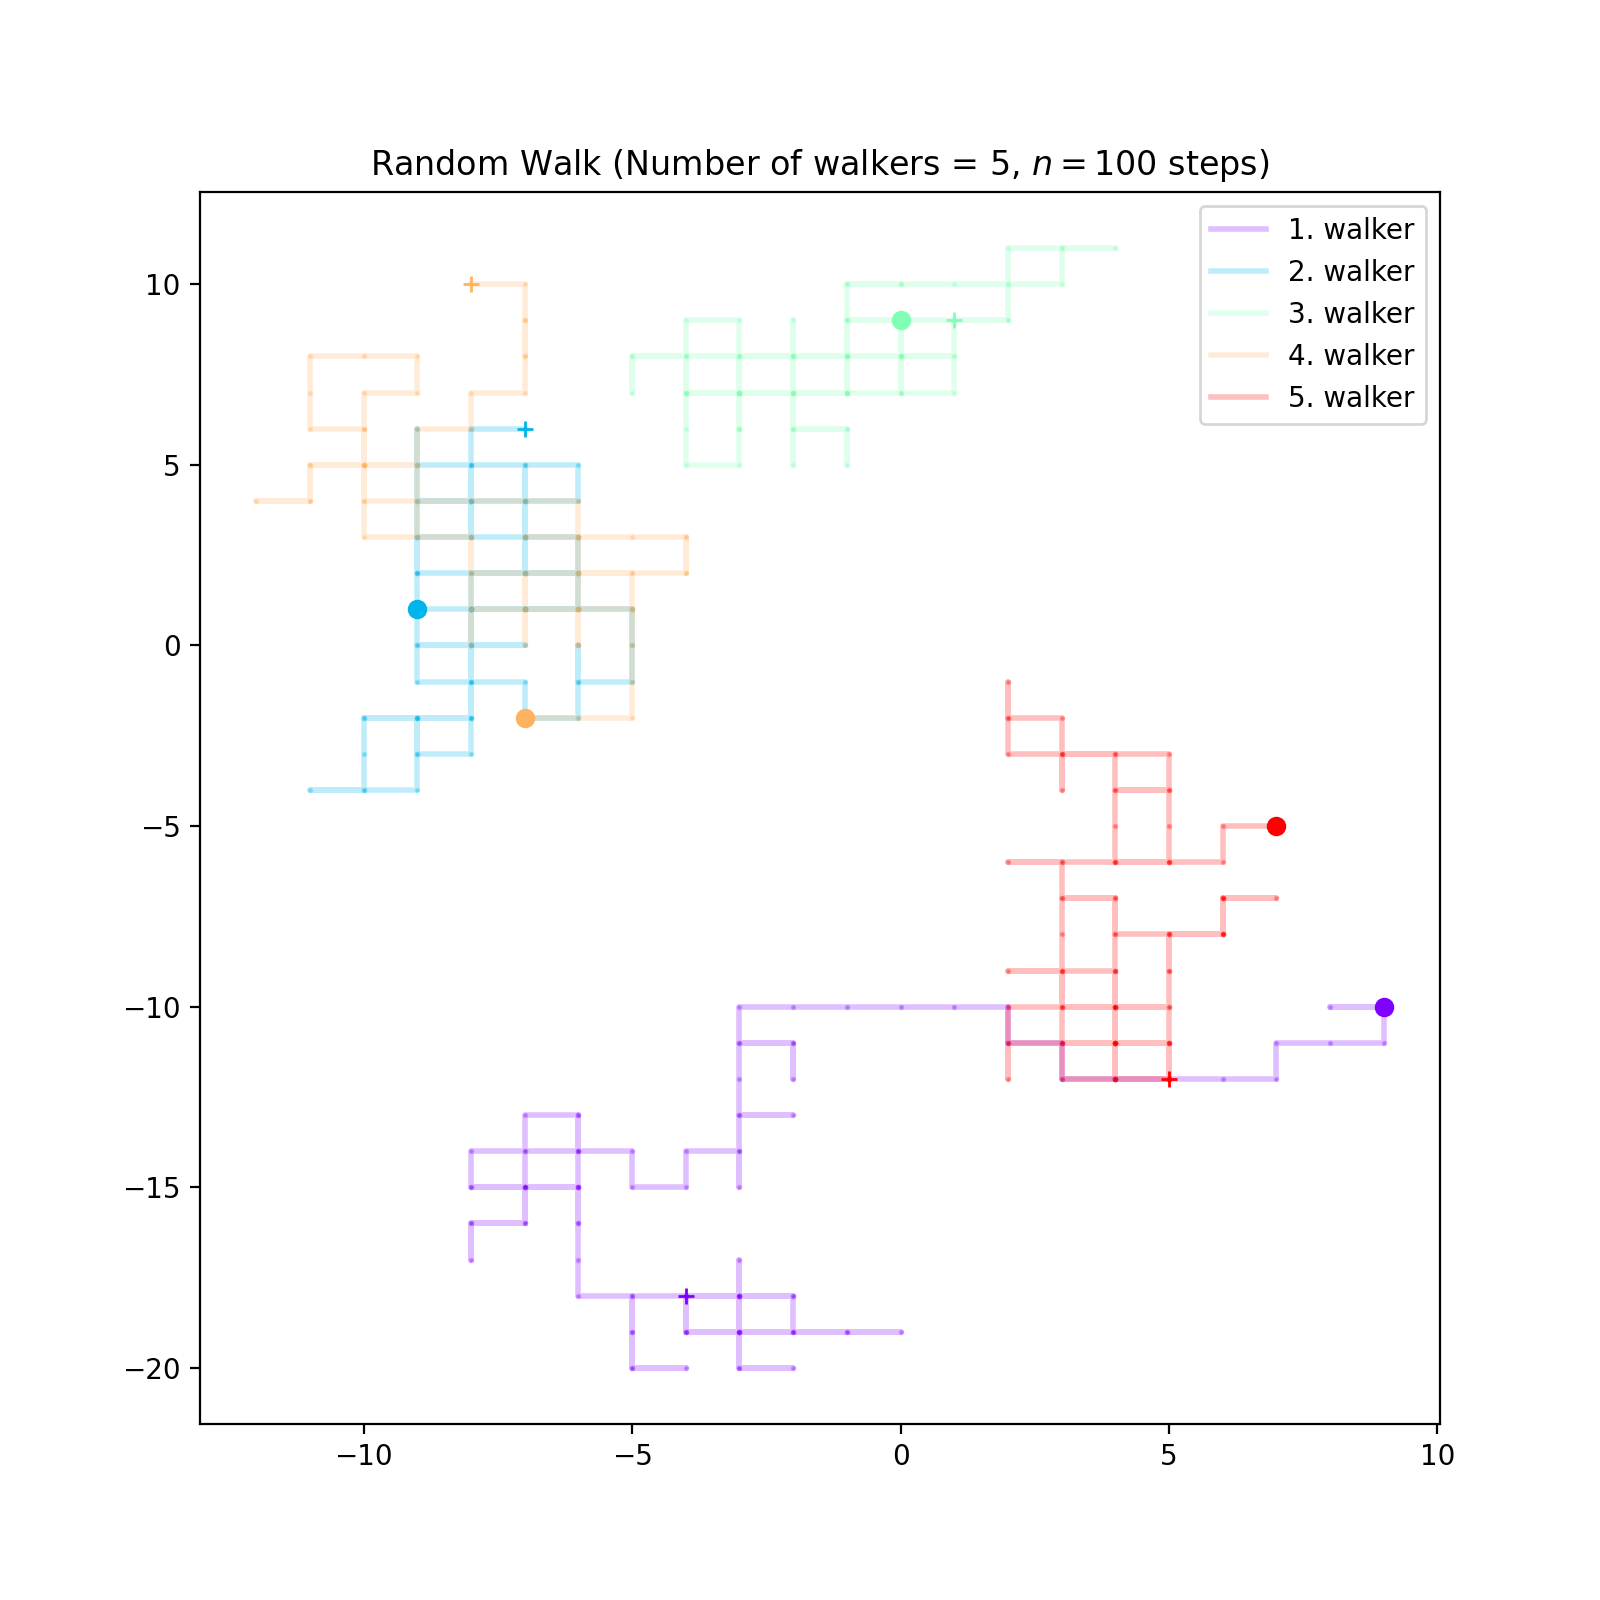 Random Walk (Number of walkers = 5, n = 100 steps)
1. walker
2. walker
3. walker
4. walker
5. walker
10
5
0
−5
−10
−15
−20
−10
−5
0
5
10